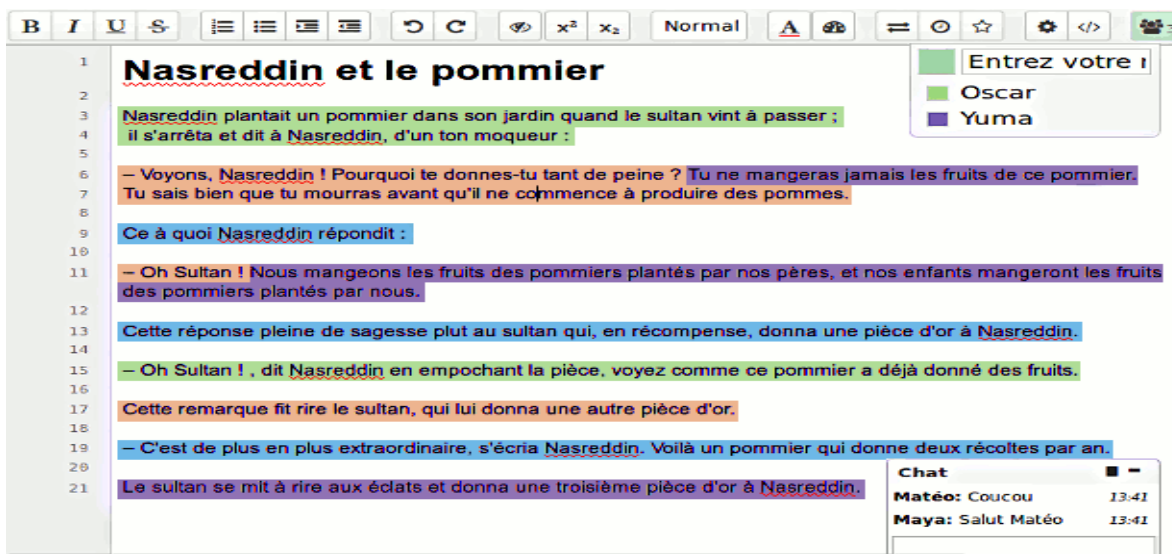 B I U S x² x₂ Normal A </>
Entrez votre
Oscar
Yuma
1 Nasreddin et le pommier
2
3 Nasreddin plantait un pommier dans son jardin quand le sultan vint à passer ;
4 il s'arrêta et dit à Nasreddin, d'un ton moqueur :
5
6 – Voyons, Nasreddin ! Pourquoi te donnes-tu tant de peine ? Tu ne mangeras jamais les fruits de ce pommier.
7 Tu sais bien que tu mourras avant qu'il ne commence à produire des pommes.
8
9 Ce à quoi Nasreddin répondit :
10
11 – Oh Sultan ! Nous mangeons les fruits des pommiers plantés par nos pères, et nos enfants mangeront les fruits
des pommiers plantés par nous.
12
13 Cette réponse pleine de sagesse plut au sultan qui, en récompense, donna une pièce d'or à Nasreddin.
14
15 – Oh Sultan ! , dit Nasreddin en empochant la pièce, voyez comme ce pommier a déjà donné des fruits.
16
17 Cette remarque fit rire le sultan, qui lui donna une autre pièce d'or.
18
19 – C'est de plus en plus extraordinaire, s'écria Nasreddin. Voilà un pommier qui donne deux récoltes par an.
20
21 Le sultan se mit à rire aux éclats et donna une troisième pièce d'or à Nasreddin.
Chat
Matéo: Coucou 13:41
Maya: Salut Matéo 13:41